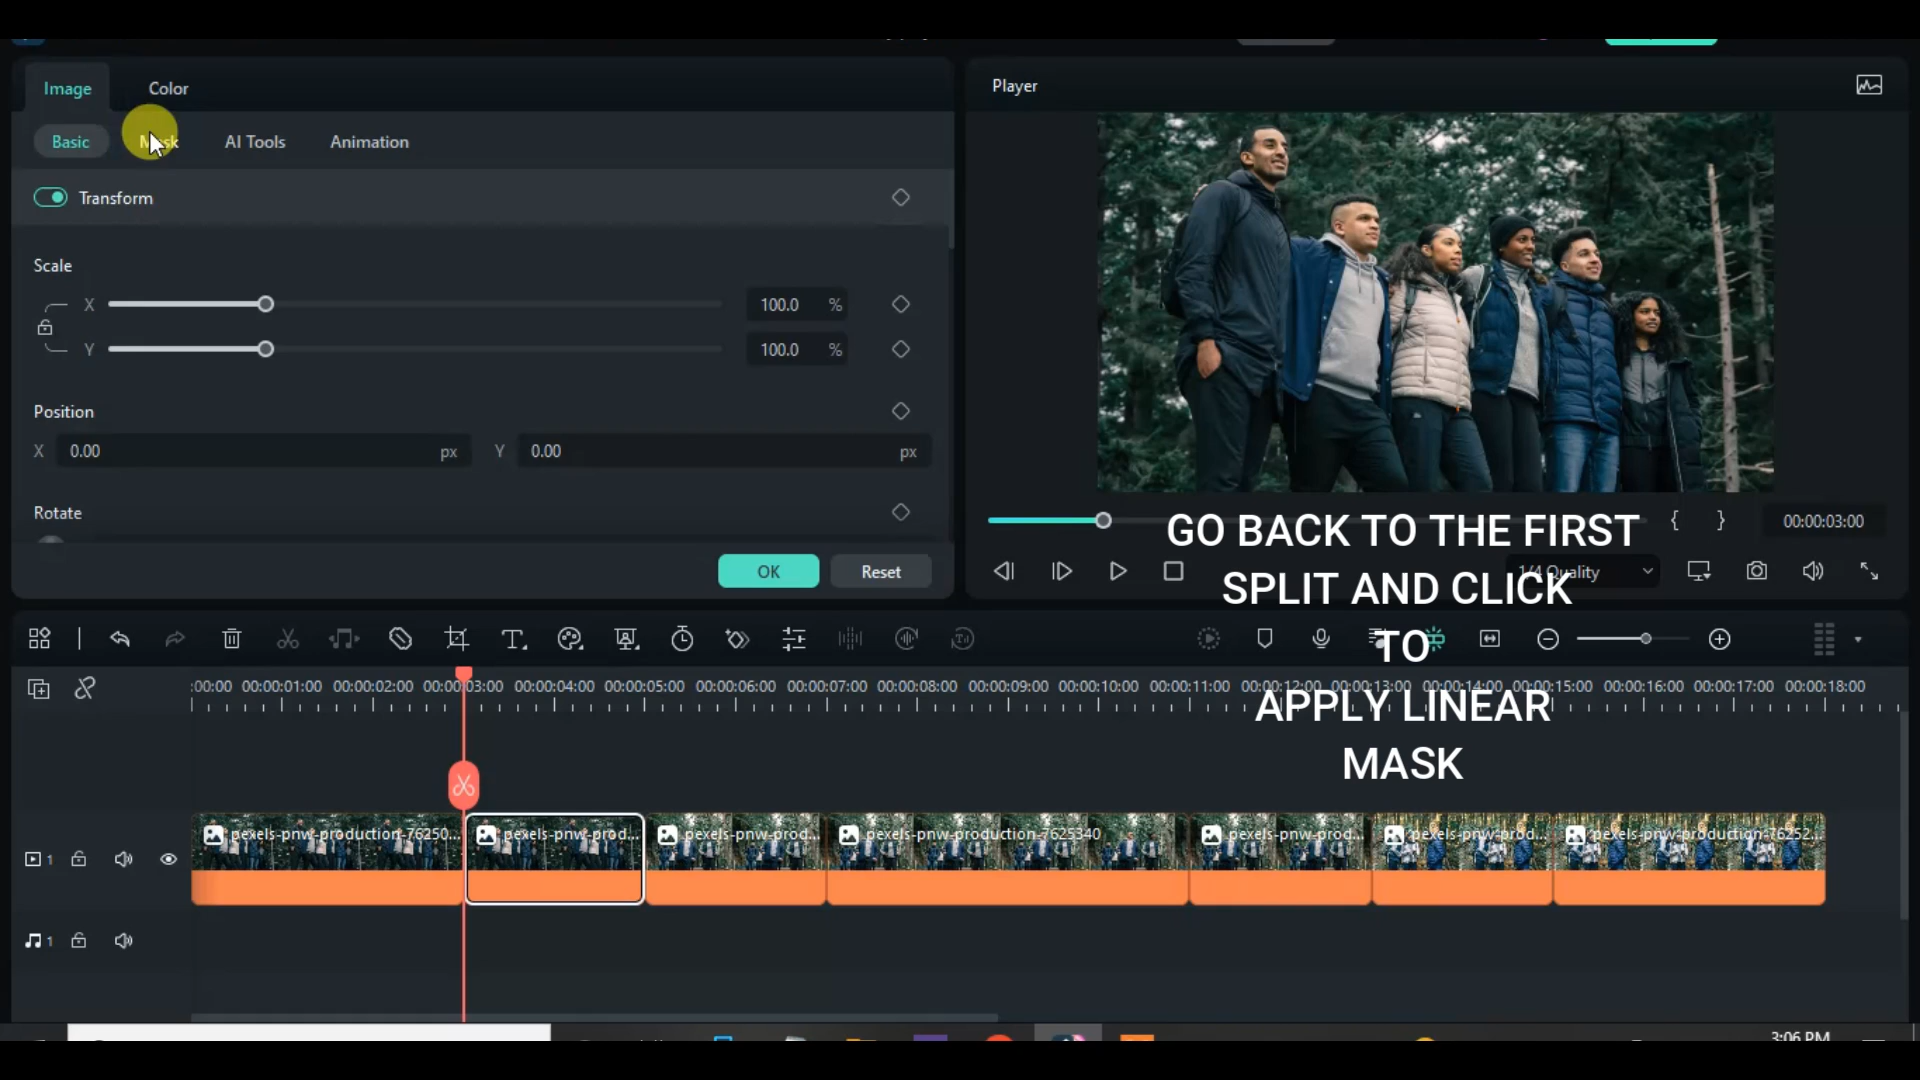 Image Color
Player
Basic Mask AI Tools Animation
Transform
Scale
X 100.0 %
Y 100.0 %
Position
X 0.00 px Y 0.00 px
Rotate
OK Reset
{ } 00:00:03:00
1/4 Quality
GO BACK TO THE FIRST
SPLIT AND CLICK
TO
APPLY LINEAR
MASK
:00:00 00:00:01:00 00:00:02:00 00:00:03:00 00:00:04:00 00:00:05:00 00:00:06:00 00:00:07:00 00:00:08:00 00:00:09:00 00:00:10:00 00:00:11:00 00:00:12:00 00:00:13:00 00:00:14:00 00:00:15:00 00:00:16:00 00:00:17:00 00:00:18:00
pexels-pnw-production-76250... pexels-pnw-prod... pexels-pnw-prod... pexels-pnw-production-7625340 pexels-pnw-prod... pexels-pnw-prod... pexels-pnw-production-76252...
1
1
3:06 PM